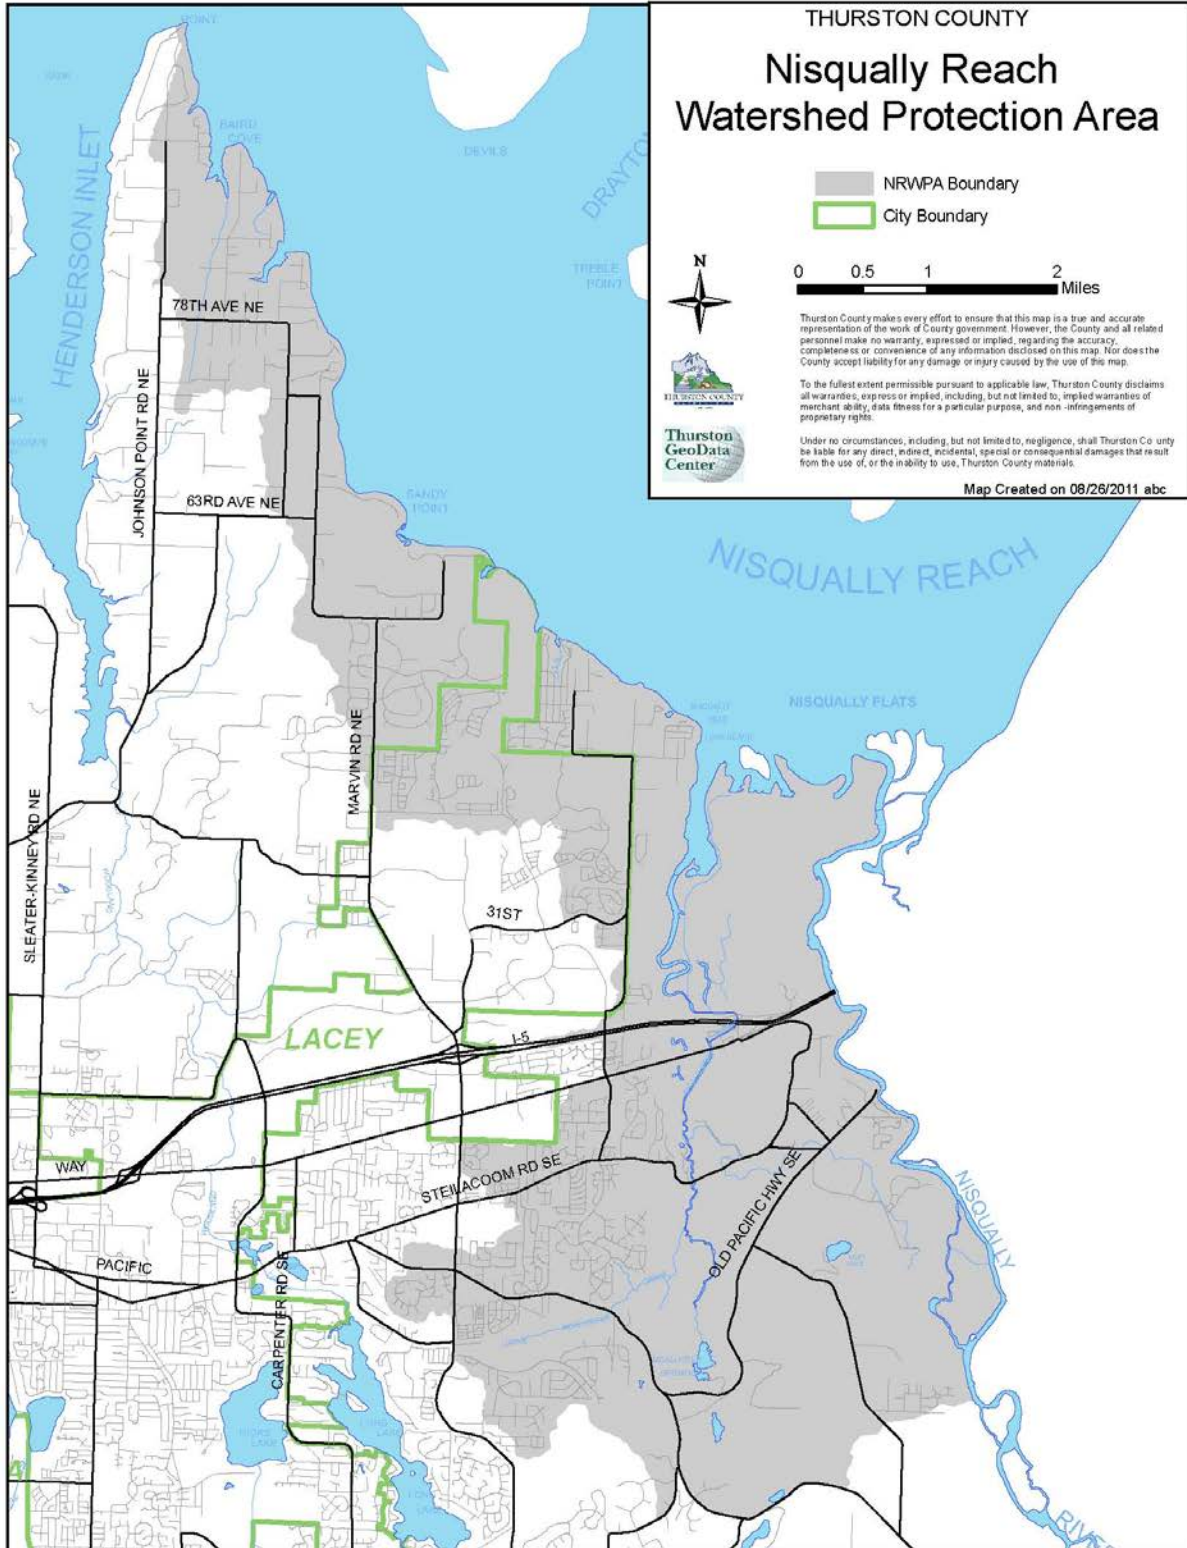 THURSTON COUNTY
Nisqually Reach
Watershed Protection Area
NRWPA Boundary
City Boundary
N
0 0.5 1 2
Miles
Thurston County makes every effort to ensure that this map is a true and accurate
representation of the work of County government. However, the County and all related
personnel make no warranty, expressed or implied, regarding the accuracy,
completeness or convenience of any information disclosed on this map. Nor does the
County accept liability for any damage or injury caused by the use of this map.
To the fullest extent permissible pursuant to applicable law, Thurston County disclaims
all warranties, express or implied, including, but not limited to, implied warranties of
merchant ability, data fitness for a particular purpose, and non -infringements of
proprietary rights.
Under no circumstances, including, but not limited to, negligence, shall Thurston Co unty
be liable for any direct, indirect, incidental, special or consequential damages that result
from the use of, or the inability to use, Thurston County materials.
THURSTON COUNTY
Thurston
GeoData
Center
Map Created on 08/26/2011 abc
POINT
HENDERSON INLET
BAIRD
COVE
DEVILS
DRAYTON
TREBLE
POINT
78TH AVE NE
JOHNSON POINT RD NE
63RD AVE NE
SANDY
POINT
NISQUALLY REACH
NISQUALLY FLATS
MARVIN RD NE
SLEATER-KINNEY RD NE
31ST
LACEY
I-5
WAY
STEILACOOM RD SE
OLD PACIFIC HWY SE
NISQUALLY
PACIFIC
CARPENTER RD SE
HICKS
LAKE
LONG
LAKE
RIVER